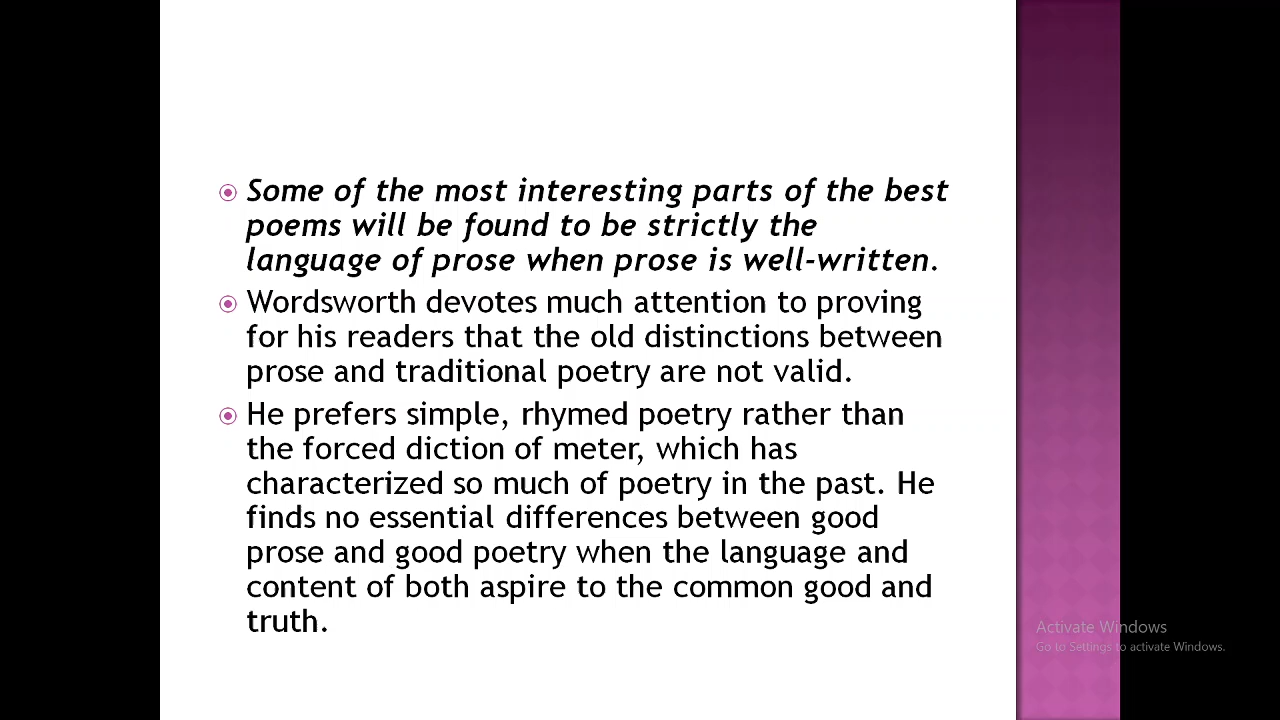 Some of the most interesting parts of the best
poems will be found to be strictly the
language of prose when prose is well-written.
Wordsworth devotes much attention to proving
for his readers that the old distinctions between
prose and traditional poetry are not valid.
He prefers simple, rhymed poetry rather than
the forced diction of meter, which has
characterized so much of poetry in the past. He
finds no essential differences between good
prose and good poetry when the language and
content of both aspire to the common good and
truth.
Activate Windows
Go to Settings to activate Windows.